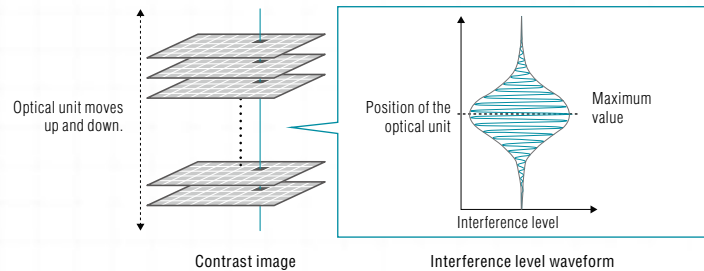 Optical unit moves
up and down.
Position of the
optical unit
Maximum
value
Interference level
Contrast image
Interference level waveform